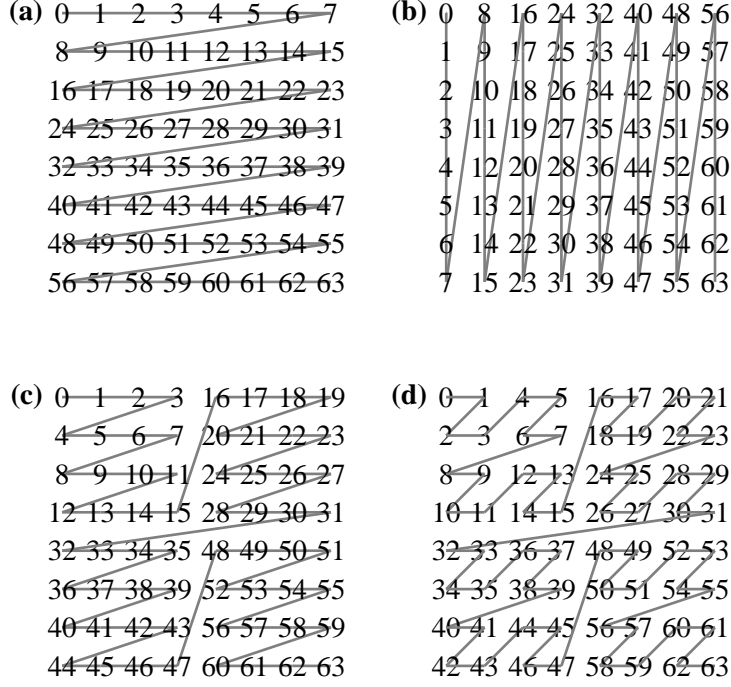 (a) 0 1 2 3 4 5 6 7
8 9 10 11 12 13 14 15
16 17 18 19 20 21 22 23
24 25 26 27 28 29 30 31
32 33 34 35 36 37 38 39
40 41 42 43 44 45 46 47
48 49 50 51 52 53 54 55
56 57 58 59 60 61 62 63
(b) 0 8 16 24 32 40 48 56
1 9 17 25 33 41 49 57
2 10 18 26 34 42 50 58
3 11 19 27 35 43 51 59
4 12 20 28 36 44 52 60
5 13 21 29 37 45 53 61
6 14 22 30 38 46 54 62
7 15 23 31 39 47 55 63
(c) 0 1 2 3 16 17 18 19
4 5 6 7 20 21 22 23
8 9 10 11 24 25 26 27
12 13 14 15 28 29 30 31
32 33 34 35 48 49 50 51
36 37 38 39 52 53 54 55
40 41 42 43 56 57 58 59
44 45 46 47 60 61 62 63
(d) 0 1 4 5 16 17 20 21
2 3 6 7 18 19 22 23
8 9 12 13 24 25 28 29
10 11 14 15 26 27 30 31
32 33 36 37 48 49 52 53
34 35 38 39 50 51 54 55
40 41 44 45 56 57 60 61
42 43 46 47 58 59 62 63